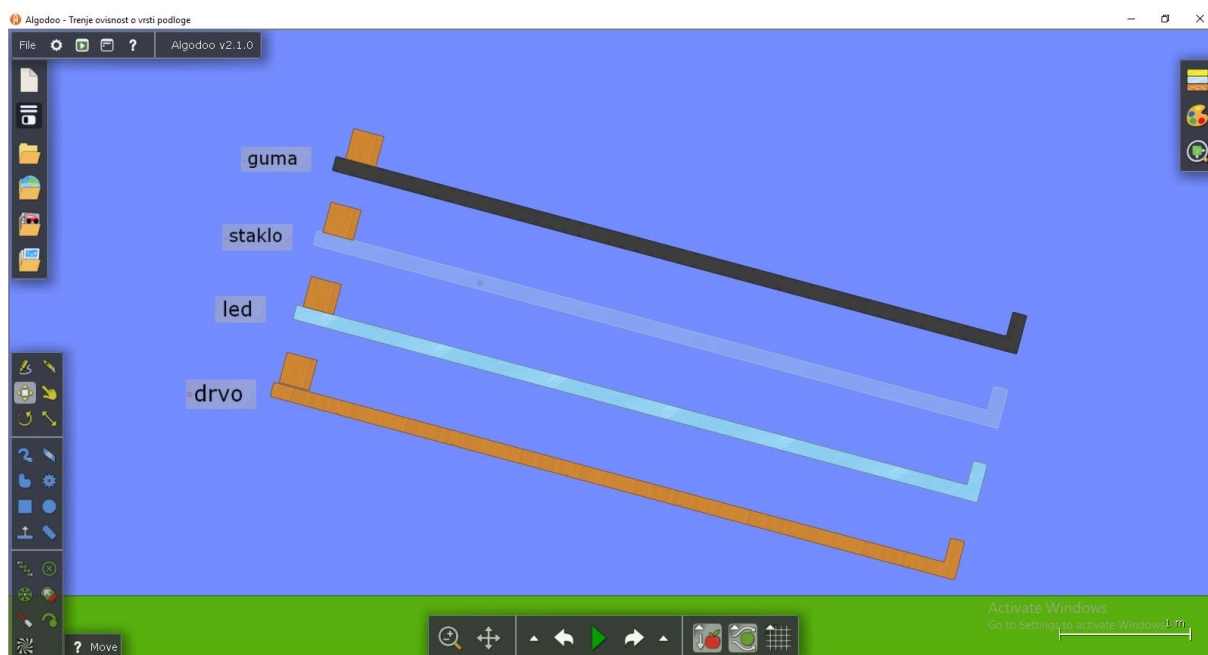 Algodoo - Trenje ovisnost o vrsti podloge
File ? Algodoo v2.1.0
guma
staklo
led
drvo
Activate Windows
Go to Settings to activate Windows.
1 m
? Move